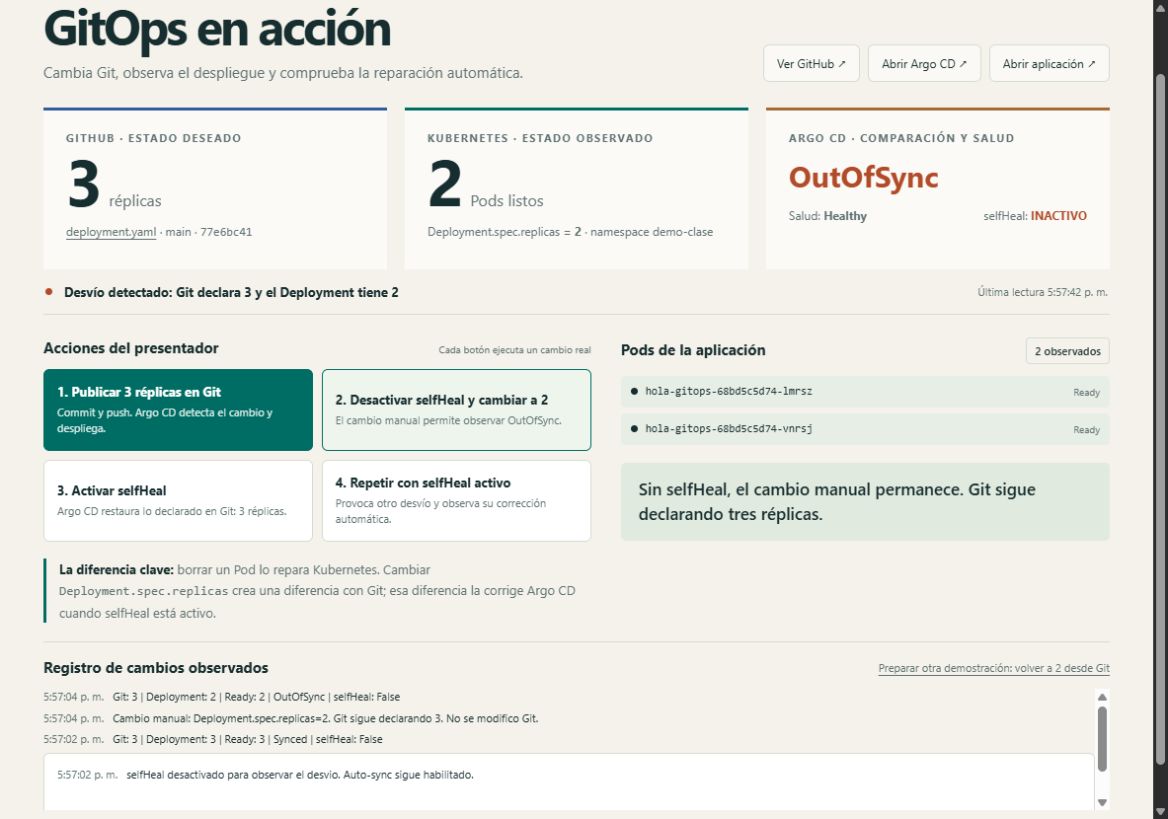 GitOps en acción
Cambia Git, observa el despliegue y comprueba la reparación automática.
Ver GitHub ↗
Abrir Argo CD ↗
Abrir aplicación ↗
GITHUB · ESTADO DESEADO
3 réplicas
deployment.yaml · main · 77e6bc41
KUBERNETES · ESTADO OBSERVADO
2 Pods listos
Deployment.spec.replicas = 2 · namespace demo-clase
ARGO CD · COMPARACIÓN Y SALUD
OutOfSync
Salud: Healthy
selfHeal: INACTIVO
Desvío detectado: Git declara 3 y el Deployment tiene 2
Última lectura 5:57:42 p. m.
Acciones del presentador
Cada botón ejecuta un cambio real
1. Publicar 3 réplicas en Git
Commit y push. Argo CD detecta el cambio y
despliega.
2. Desactivar selfHeal y cambiar a 2
El cambio manual permite observar OutOfSync.
3. Activar selfHeal
Argo CD restaura lo declarado en Git: 3 réplicas.
4. Repetir con selfHeal activo
Provoca otro desvío y observa su corrección
automática.
La diferencia clave: borrar un Pod lo repara Kubernetes. Cambiar
Deployment.spec.replicas crea una diferencia con Git; esa diferencia la corrige Argo CD
cuando selfHeal está activo.
Pods de la aplicación
2 observados
hola-gitops-68bd5c5d74-lmrsz
Ready
hola-gitops-68bd5c5d74-vnrsj
Ready
Sin selfHeal, el cambio manual permanece. Git sigue
declarando tres réplicas.
Registro de cambios observados
Preparar otra demostración: volver a 2 desde Git
5:57:04 p. m. Git: 3 | Deployment: 2 | Ready: 2 | OutOfSync | selfHeal: False
5:57:04 p. m. Cambio manual: Deployment.spec.replicas=2. Git sigue declarando 3. No se modifico Git.
5:57:02 p. m. Git: 3 | Deployment: 3 | Ready: 3 | Synced | selfHeal: False
5:57:02 p. m. selfHeal desactivado para observar el desvio. Auto-sync sigue habilitado.